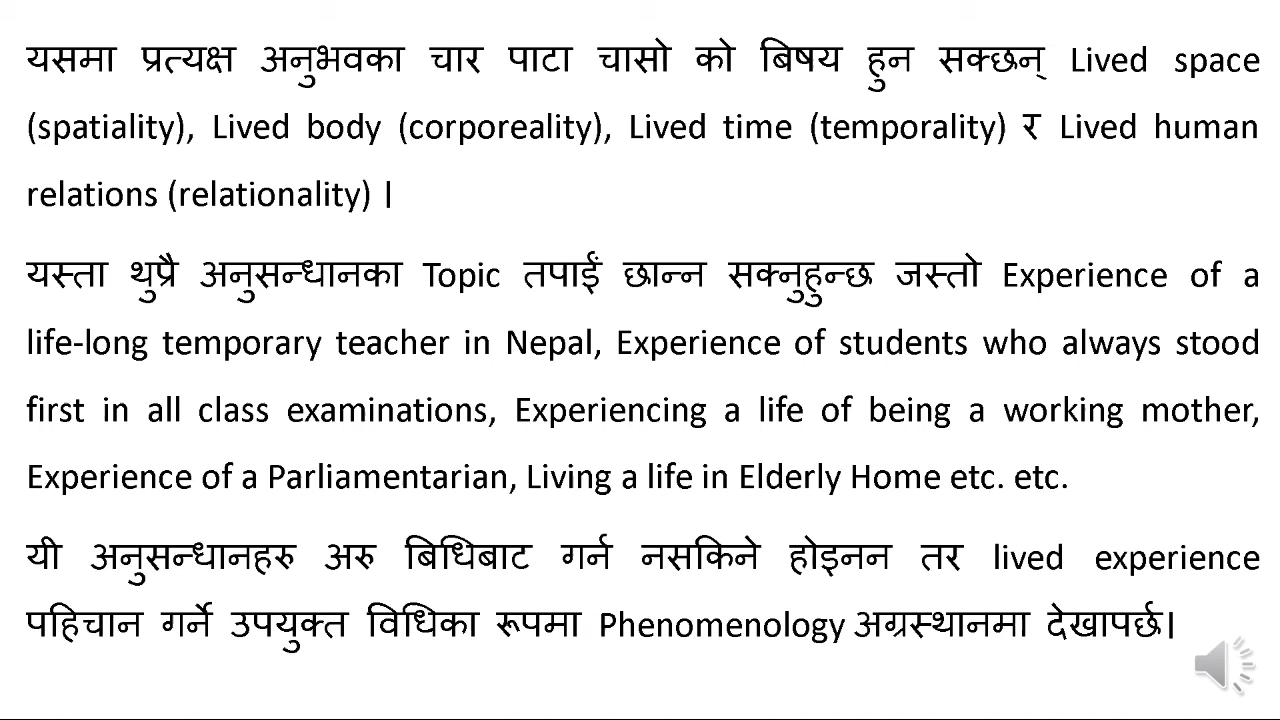 यसमा प्रत्यक्ष अनुभवका चार पाटा चासो को बिषय हुन सक्छन् Lived space
(spatiality), Lived body (corporeality), Lived time (temporality) र Lived human
relations (relationality) ।
यस्ता थुप्रै अनुसन्धानका Topic तपाईं छान्न सक्नुहुन्छ जस्तो Experience of a
life-long temporary teacher in Nepal, Experience of students who always stood
first in all class examinations, Experiencing a life of being a working mother,
Experience of a Parliamentarian, Living a life in Elderly Home etc. etc.
यी अनुसन्धानहरु अरु बिधिबाट गर्न नसकिने होइनन तर lived experience
पहिचान गर्ने उपयुक्त विधिका रूपमा Phenomenology अग्रस्थानमा देखापर्छ।